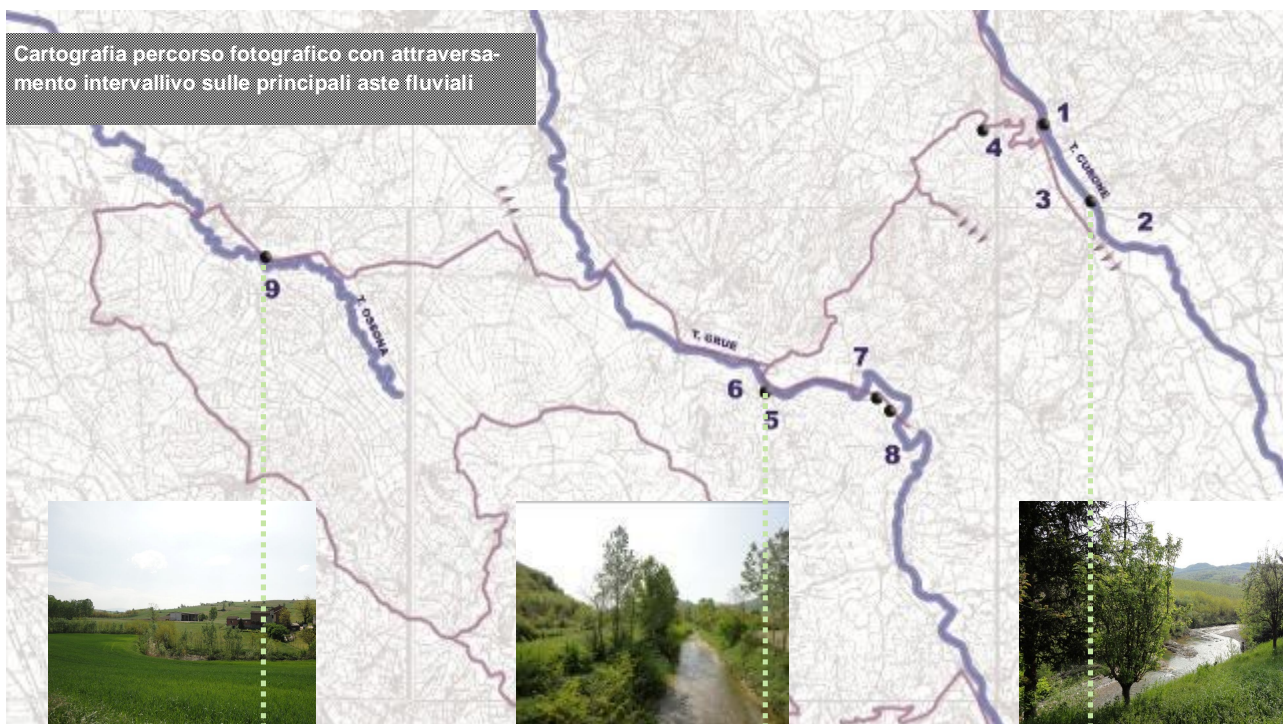 Cartografia percorso fotografico con attraversa-
mento intervallivo sulle principali aste fluviali
1
4
T. CURONE
3
2
9
T. OSSONA
T. GRUE
7
6
5
8